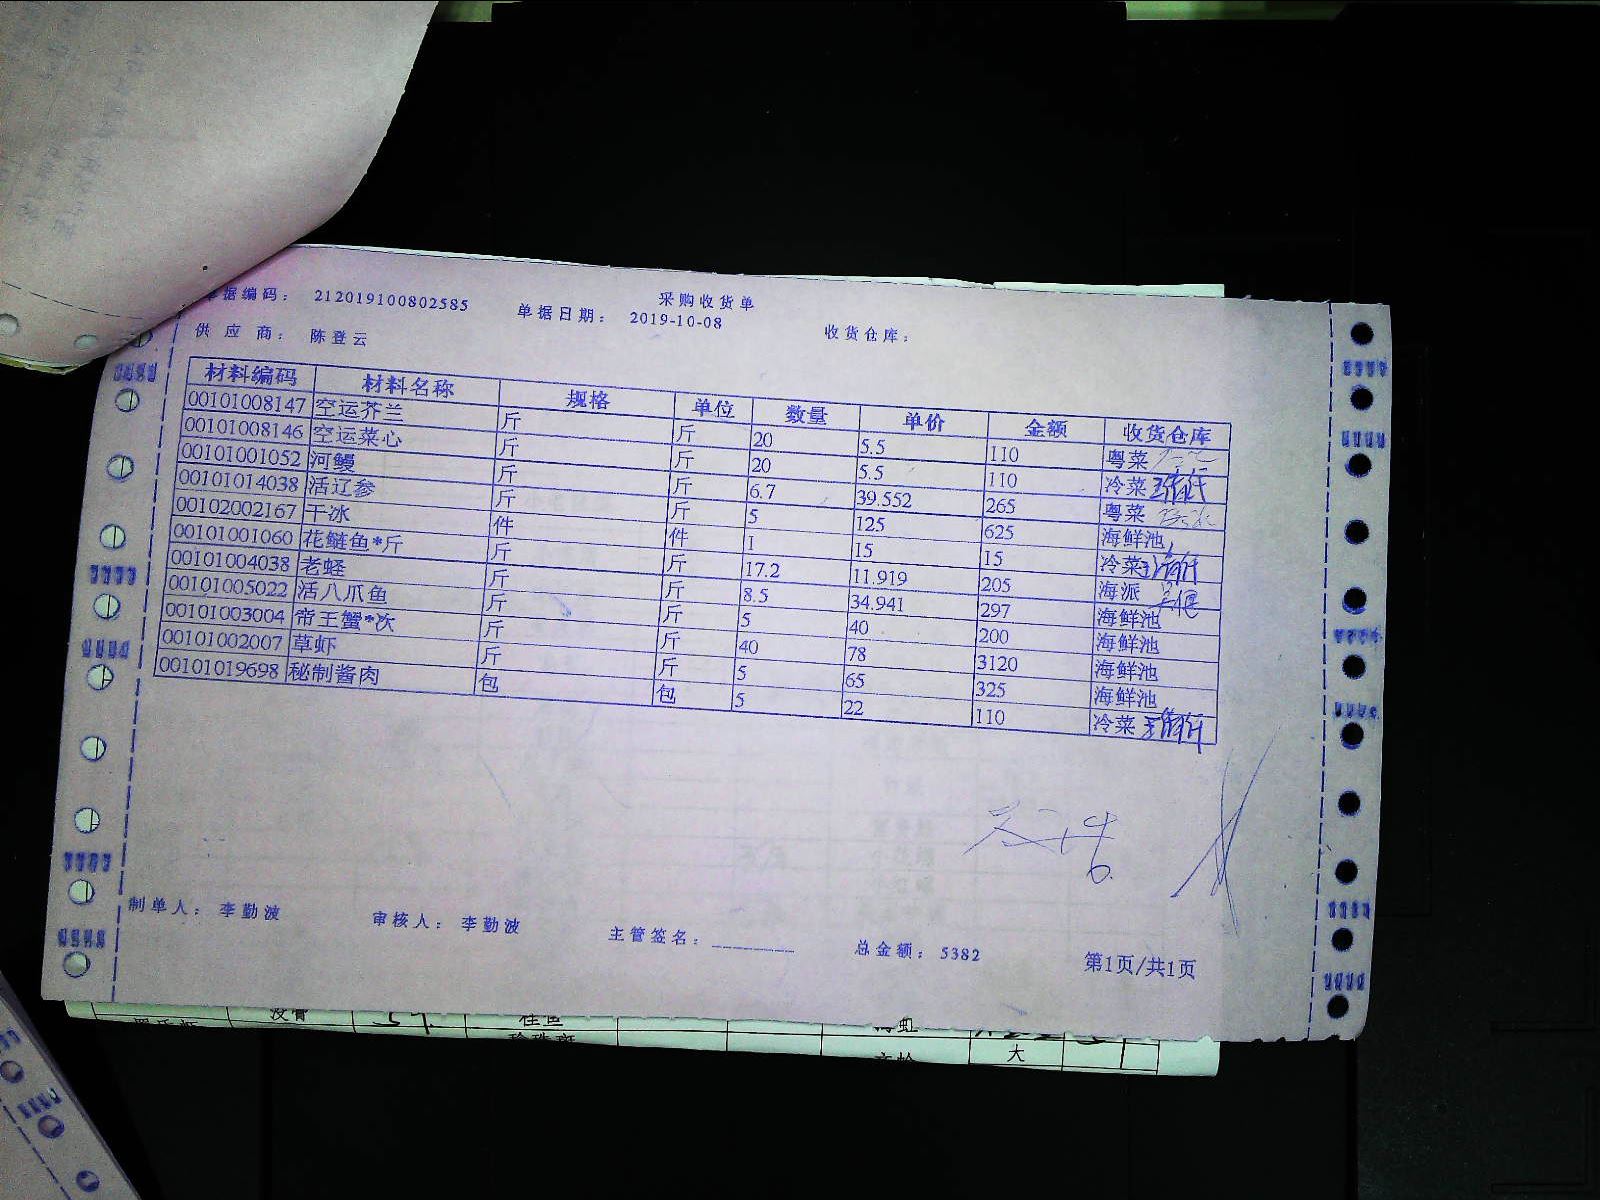 采购收货单
单据编码： 212019100802585 单据日期： 2019-10-08 收货仓库：
供应商： 陈登云
材料编码 材料名称 规格 单位 数量 单价 金额 收货仓库
00101008147 空运芥兰 斤 斤 20 5.5 110 粤菜
00101008146 空运菜心 斤 斤 20 5.5 110 冷菜
00101001052 河鳗 斤 斤 6.7 39.552 265 粤菜
00101014038 活辽参 斤 斤 5 125 625 海鲜池
00102002167 干冰 件 件 1 15 15 冷菜
00101001060 花鲢鱼*斤 斤 斤 17.2 11.919 205 海派
00101004038 老蛏 斤 斤 8.5 34.941 297 海鲜池
00101005022 活八爪鱼 斤 斤 5 40 200 海鲜池
00101003004 帝王蟹*次 斤 斤 40 78 3120 海鲜池
00101002007 草虾 斤 斤 5 65 325 海鲜池
00101019698 秘制酱肉 包 包 5 22 110 冷菜
制单人： 李勤波 审核人： 李勤波 主管签名： 总金额： 5382 第1页/共1页
桂鱼
大